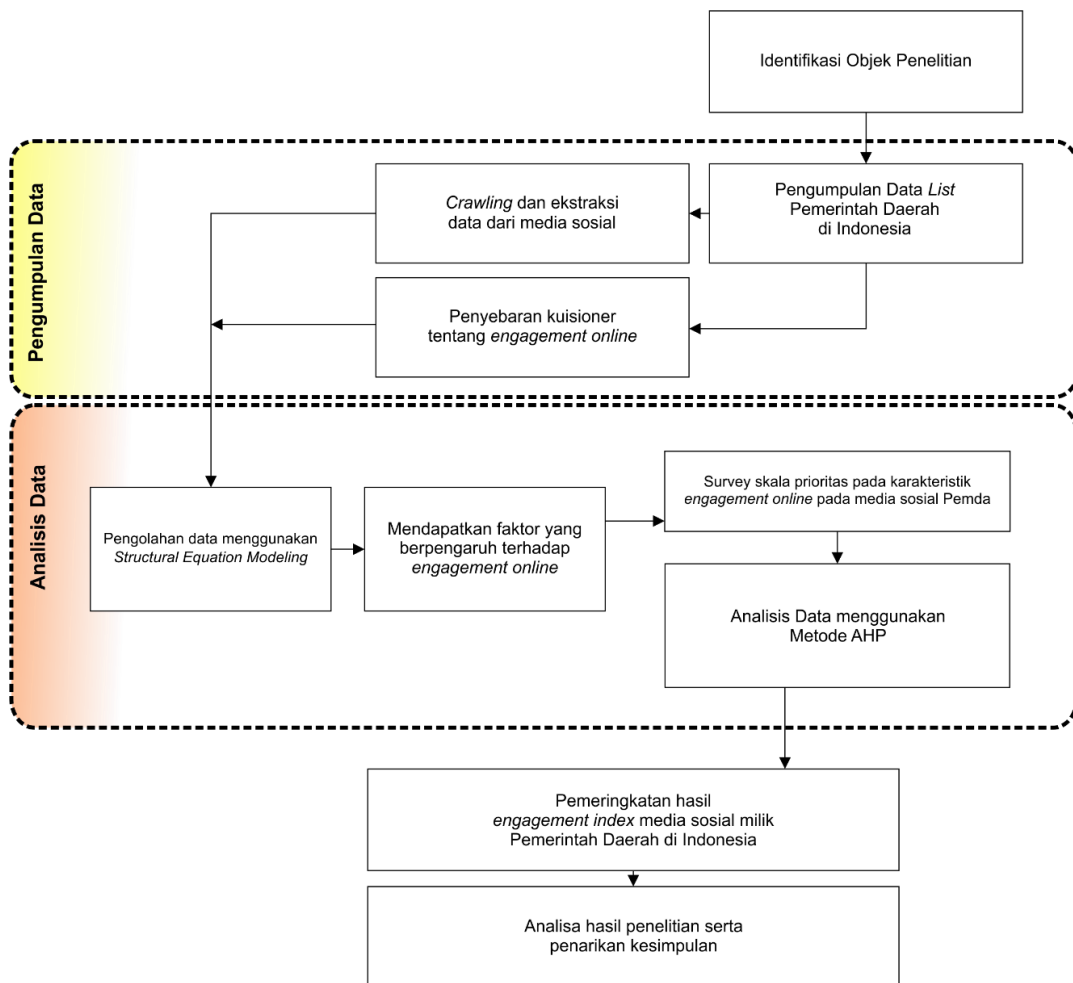 Identifikasi Objek Penelitian
Pengumpulan Data
Crawling dan ekstraksi
data dari media sosial
Pengumpulan Data List
Pemerintah Daerah
di Indonesia
Penyebaran kuisioner
tentang engagement online
Analisis Data
Pengolahan data menggunakan
Structural Equation Modeling
Mendapatkan faktor yang
berpengaruh terhadap
engagement online
Survey skala prioritas pada karakteristik
engagement online pada media sosial Pemda
Analisis Data menggunakan
Metode AHP
Pemeringkatan hasil
engagement index media sosial milik
Pemerintah Daerah di Indonesia
Analisa hasil penelitian serta
penarikan kesimpulan